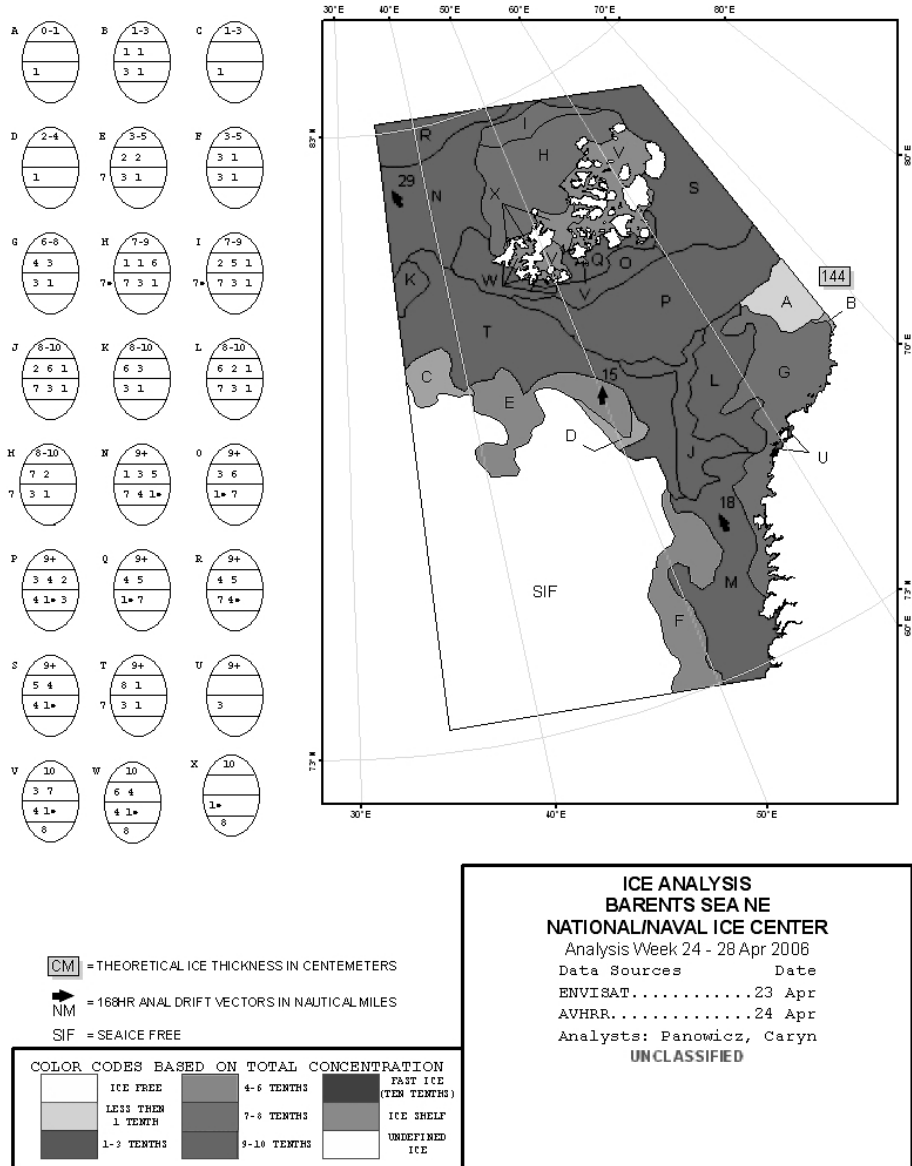 30°E 40°E 50°E 60°E 70°E 80°E
A 0-1
1
B 1-3
1 1
3 1
C 1-3
1
D 2-4
1
E 3-5
2 2
7 3 1
F 3-5
3 1
3 1
G 6-8
4 3
3 1
H 7-9
1 1 6
7• 7 3 1
I 7-9
2 5 1
7• 7 3 1
J 8-10
2 6 1
7 3 1
K 8-10
6 3
3 1
L 8-10
6 2 1
7 3 1
H 8-10
7 2
7 3 1
N 9+
1 3 5
7 4 1•
O 9+
3 6
1• 7
P 9+
3 4 2
4 1• 3
Q 9+
4 5
1• 7
R 9+
4 5
7 4•
S 9+
5 4
4 1•
T 9+
8 1
7 3 1
U 9+
3
V 10
3 7
4 1•
8
W 10
6 4
4 1•
8
X 10
1•
8
83°N
80°E
70°E
73°N
60°E
73°N
30°E 40°E 50°E
R I
H V
29
N X S
V Q O
K W V
P
144
A B
T
C 15 L G
E
D J U
18
SIF M
F
CM = THEORETICAL ICE THICKNESS IN CENTEMETERS
NM = 168HR ANAL DRIFT VECTORS IN NAUTICAL MILES
SIF = SEAICE FREE
COLOR CODES BASED ON TOTAL CONCENTRATION
ICE FREE
LESS THEN
1 TENTH
1-3 TENTHS
4-6 TENTHS
7-8 TENTHS
9-10 TENTHS
FAST ICE
(TEN TENTHS)
ICE SHELF
UNDEFINED
ICE
ICE ANALYSIS
BARENTS SEA NE
NATIONAL/NAVAL ICE CENTER
Analysis Week 24 - 28 Apr 2006
Data Sources Date
ENVISAT.............23 Apr
AVHRR...............24 Apr
Analysts: Panowicz, Caryn
UNCLASSIFIED